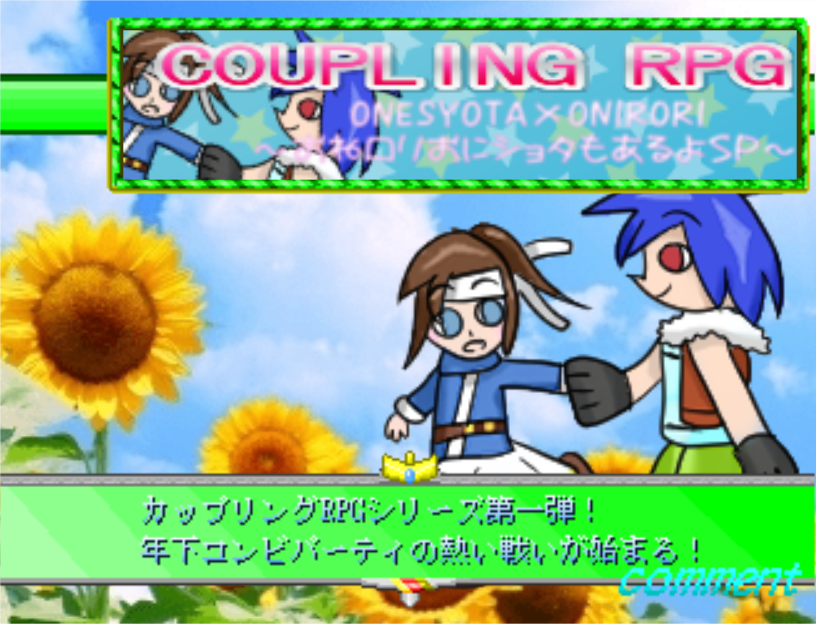 COUPLING RPG
ONESYOTA×ONIRORI
～おねロリおにショタもあるよSP～
カップリングRPGシリーズ第一弾！
年下コンビパーティの熱い戦いが始まる！
comment